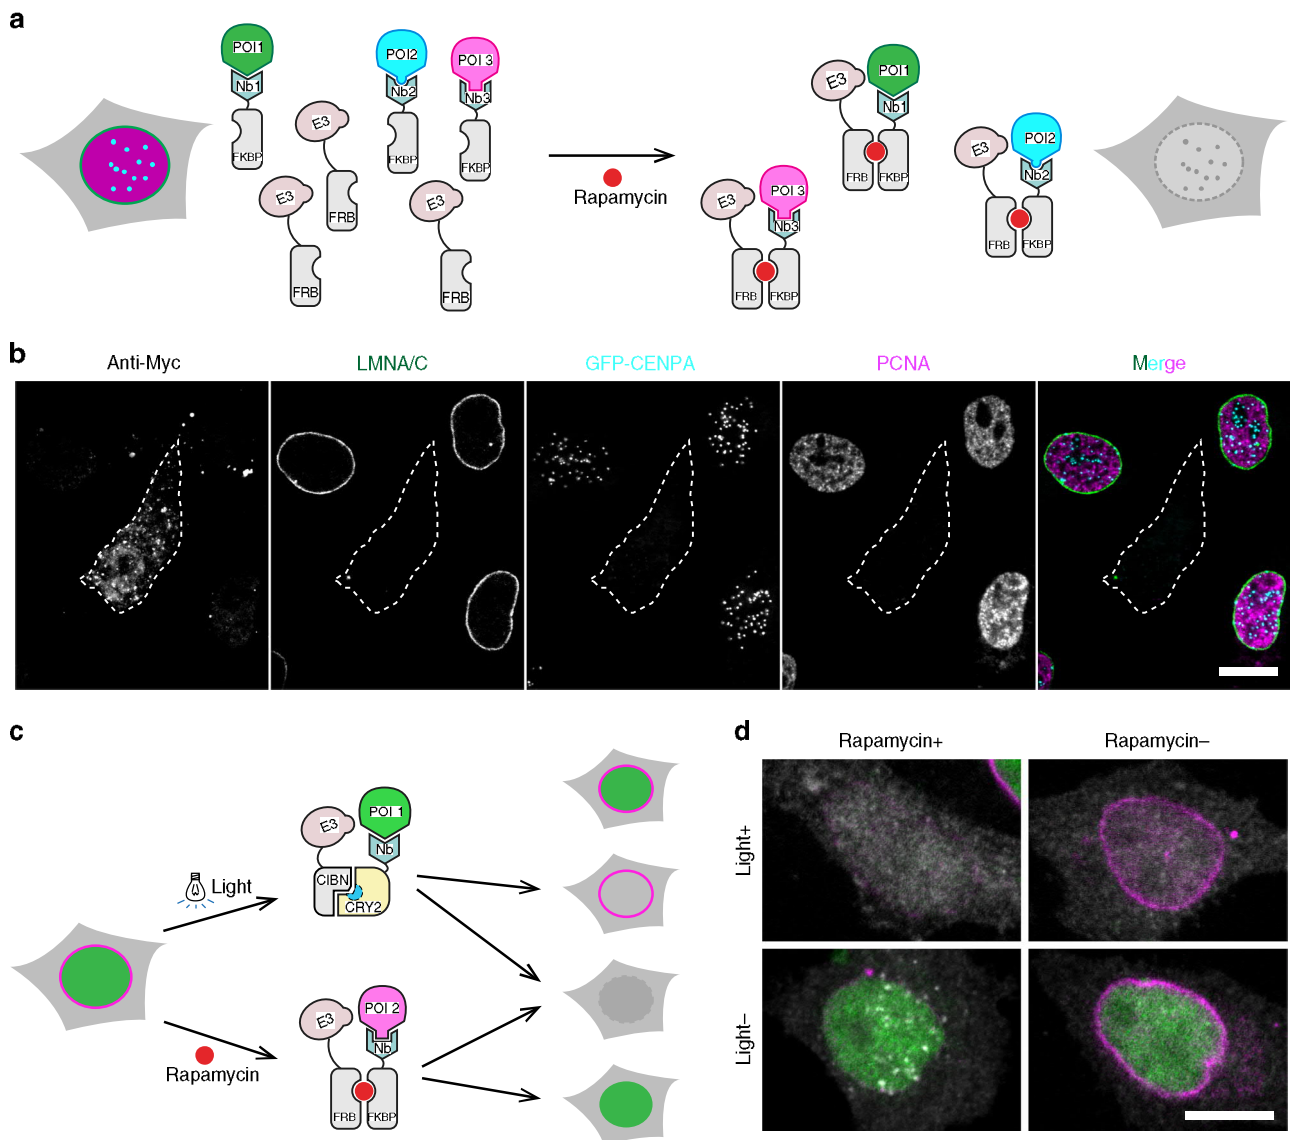 a
POI1
Nb1
FKBP
POI2
Nb2
FKBP
POI 3
Nb3
FKBP
E3
FRB
E3
FRB
E3
FRB
Rapamycin
E3
POI1
Nb1
FRB
FKBP
E3
POI2
Nb2
FRB
FKBP
E3
POI 3
Nb3
FRB
FKBP
b
Anti-Myc
LMNA/C
GFP-CENPA
PCNA
Merge
c
Light
E3
POI 1
Nb
CIBN
CRY2
Rapamycin
E3
POI 2
Nb
FRB
FKBP
d
Rapamycin+
Rapamycin–
Light+
Light–